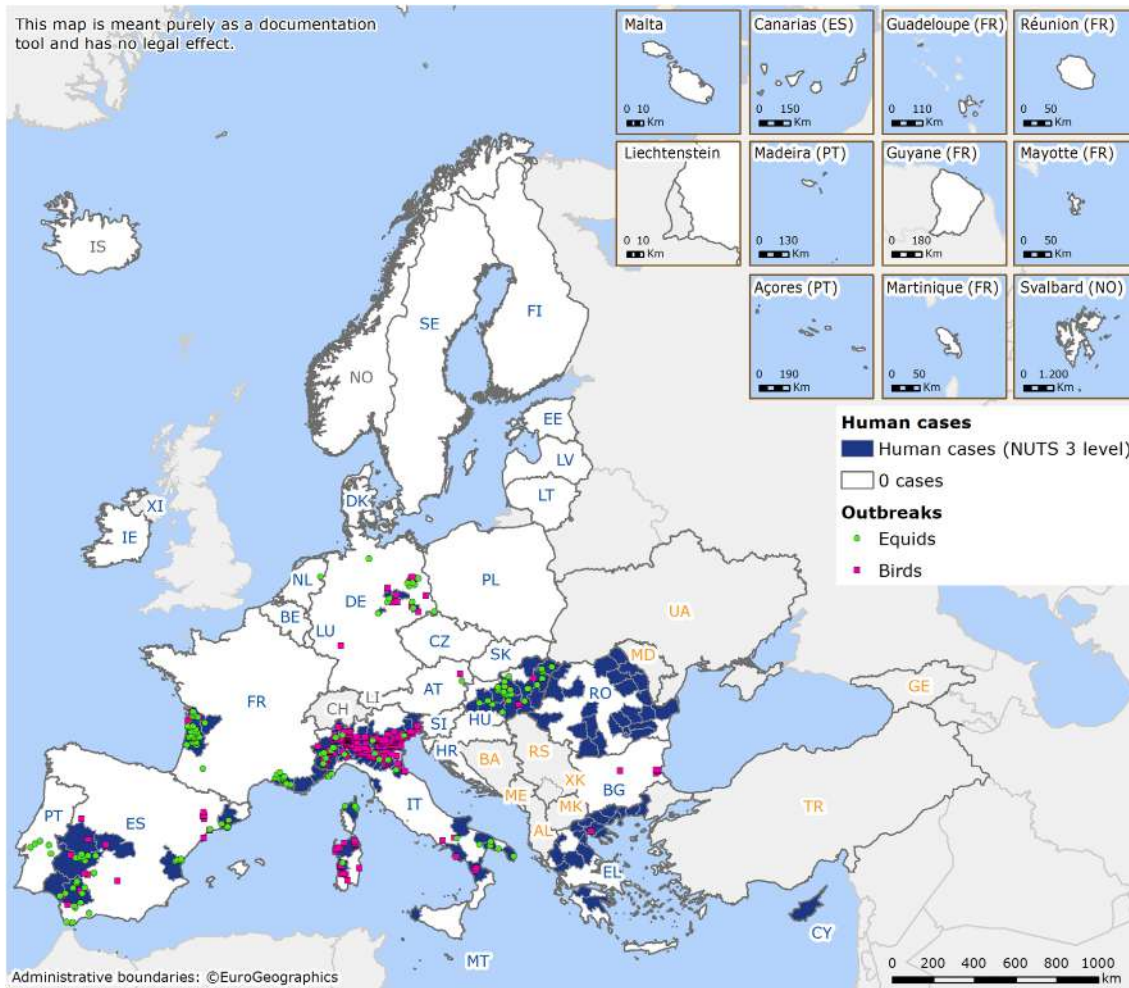 This map is meant purely as a documentation
tool and has no legal effect.
Malta
0 10
Km
Canarias (ES)
0 150
Km
Guadeloupe (FR)
0 110
Km
Réunion (FR)
0 50
Km
Liechtenstein
0 10
Km
Madeira (PT)
0 130
Km
Guyane (FR)
0 180
Km
Mayotte (FR)
0 50
Km
Açores (PT)
0 190
Km
Martinique (FR)
0 50
Km
Svalbard (NO)
0 1.200
Km
Human cases
Human cases (NUTS 3 level)
0 cases
Outbreaks
Equids
Birds
IS
SE
FI
NO
EE
LV
LT
DK
XI
IE
NL
DE
PL
BE
LU
CZ
UA
SK
MD
FR
LI
AT
CH
HU
RO
GE
SI
HR
BA
RS
IT
XK
BG
ME
MK
AL
TR
PT
ES
EL
CY
MT
Administrative boundaries: ©EuroGeographics
0 200 400 600 800 1000
km